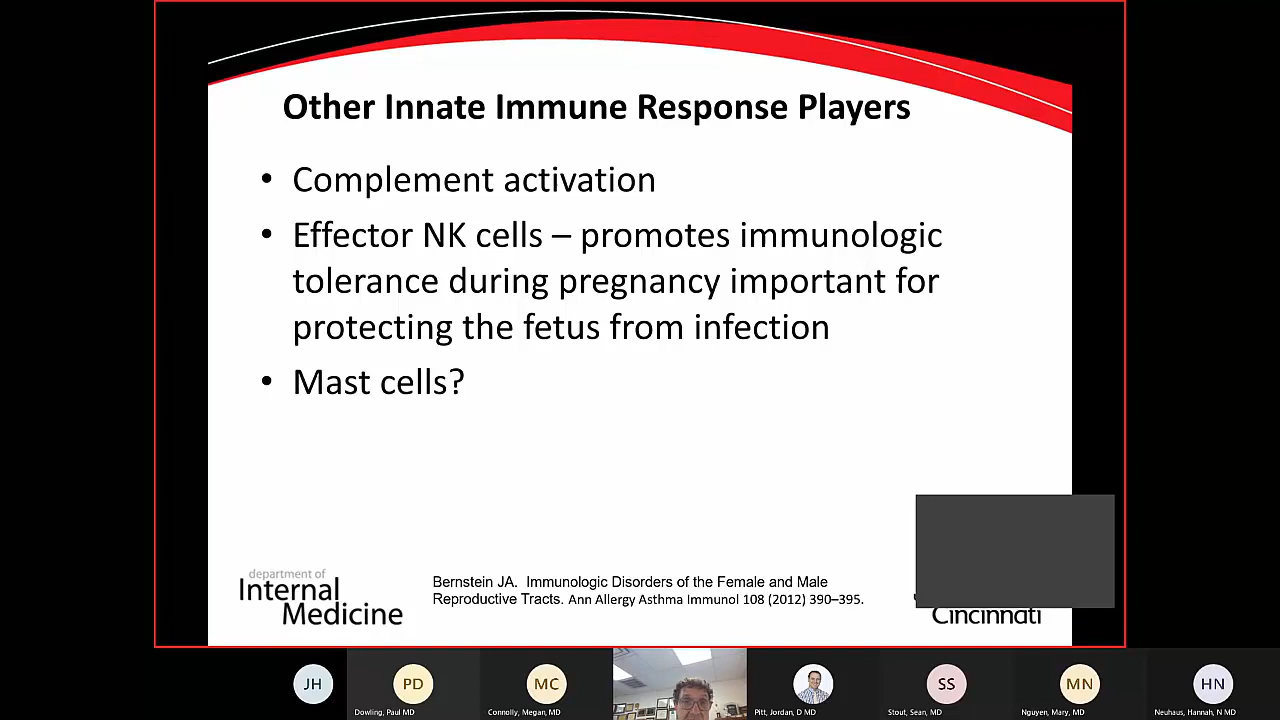 Other Innate Immune Response Players
• Complement activation
• Effector NK cells – promotes immunologic
tolerance during pregnancy important for
protecting the fetus from infection
• Mast cells?
department of
Internal
Medicine
Bernstein JA. Immunologic Disorders of the Female and Male
Reproductive Tracts. Ann Allergy Asthma Immunol 108 (2012) 390–395.
Cincinnati
JH
PD
MC
SS
MN
HN
Dowling, Paul MD
Connolly, Megan, MD
Pitt, Jordan, D MD
Stout, Sean, MD
Nguyen, Mary, MD
Neuhaus, Hannah, N MD